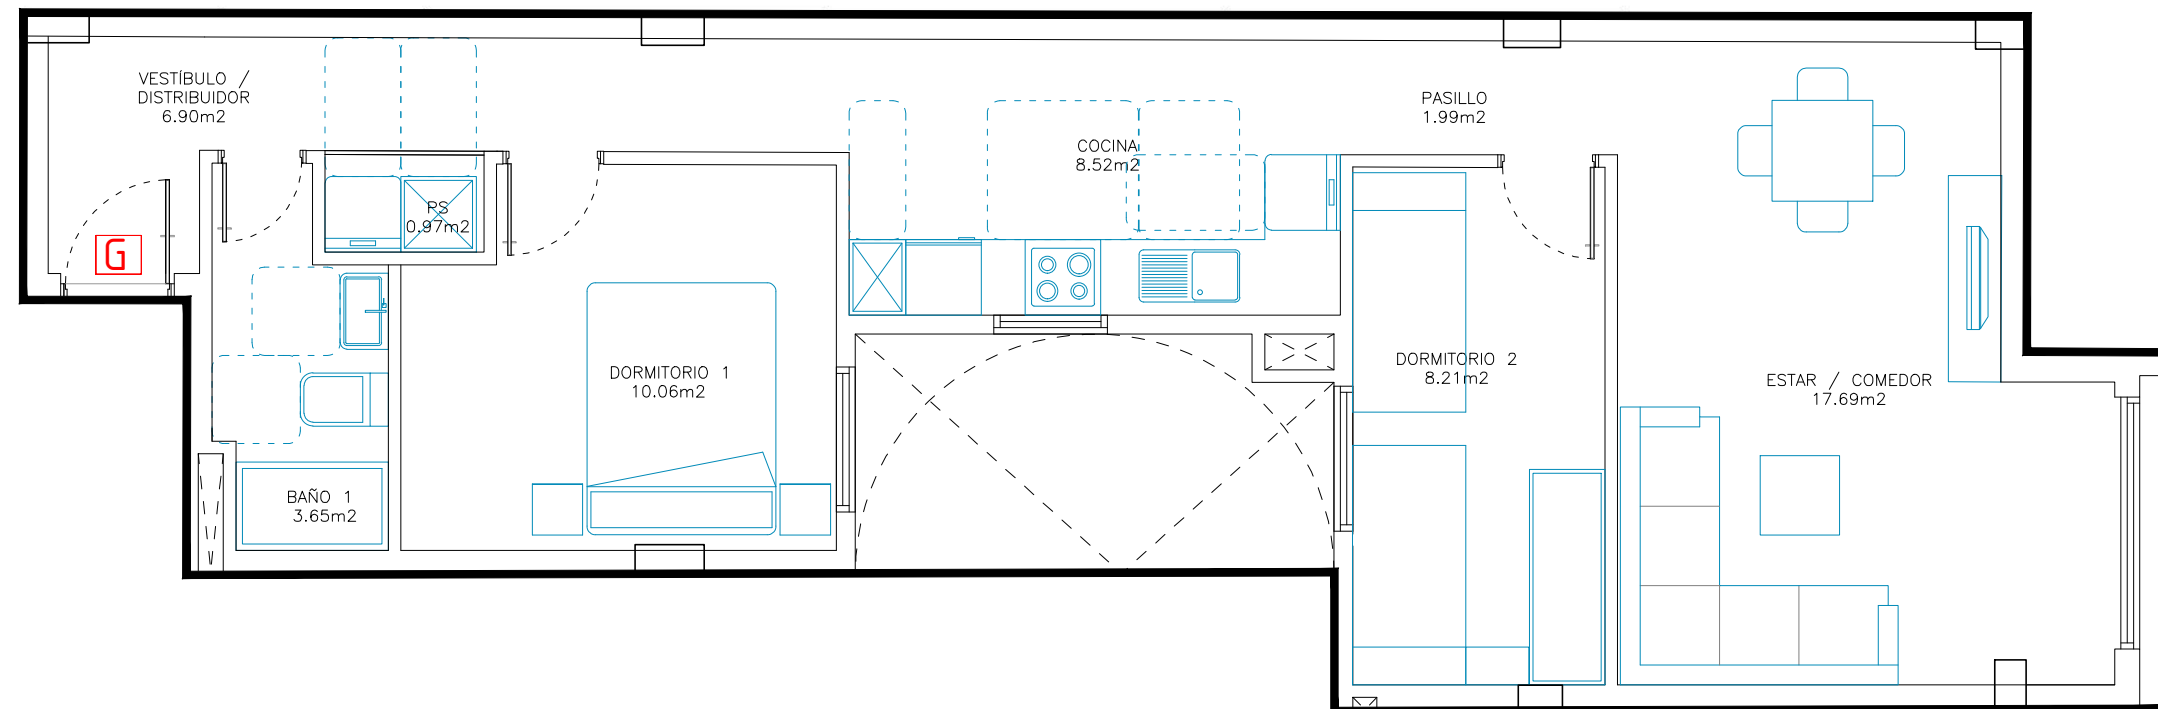 VESTÍBULO /
DISTRIBUIDOR
6.90m2
PASILLO
1.99m2
COCINA
8.52m2
PS
0.97m2
G
DORMITORIO 1
10.06m2
DORMITORIO 2
8.21m2
ESTAR / COMEDOR
17.69m2
BAÑO 1
3.65m2